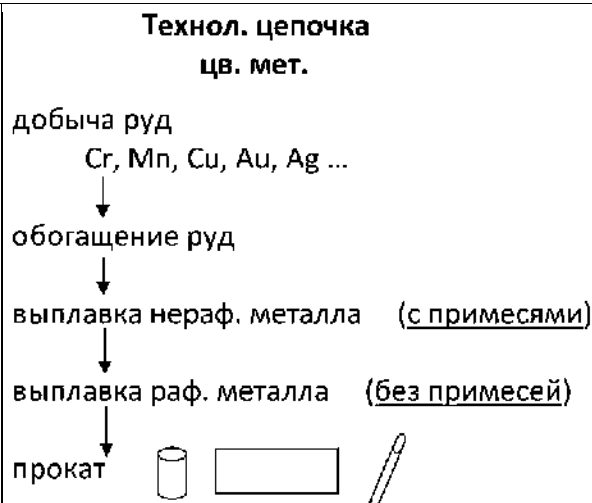 Технол. цепочка
цв. мет.
добыча руд
Cr, Mn, Cu, Au, Ag ...
обогащение руд
выплавка нераф. металла (с примесями)
выплавка раф. металла (без примесей)
прокат